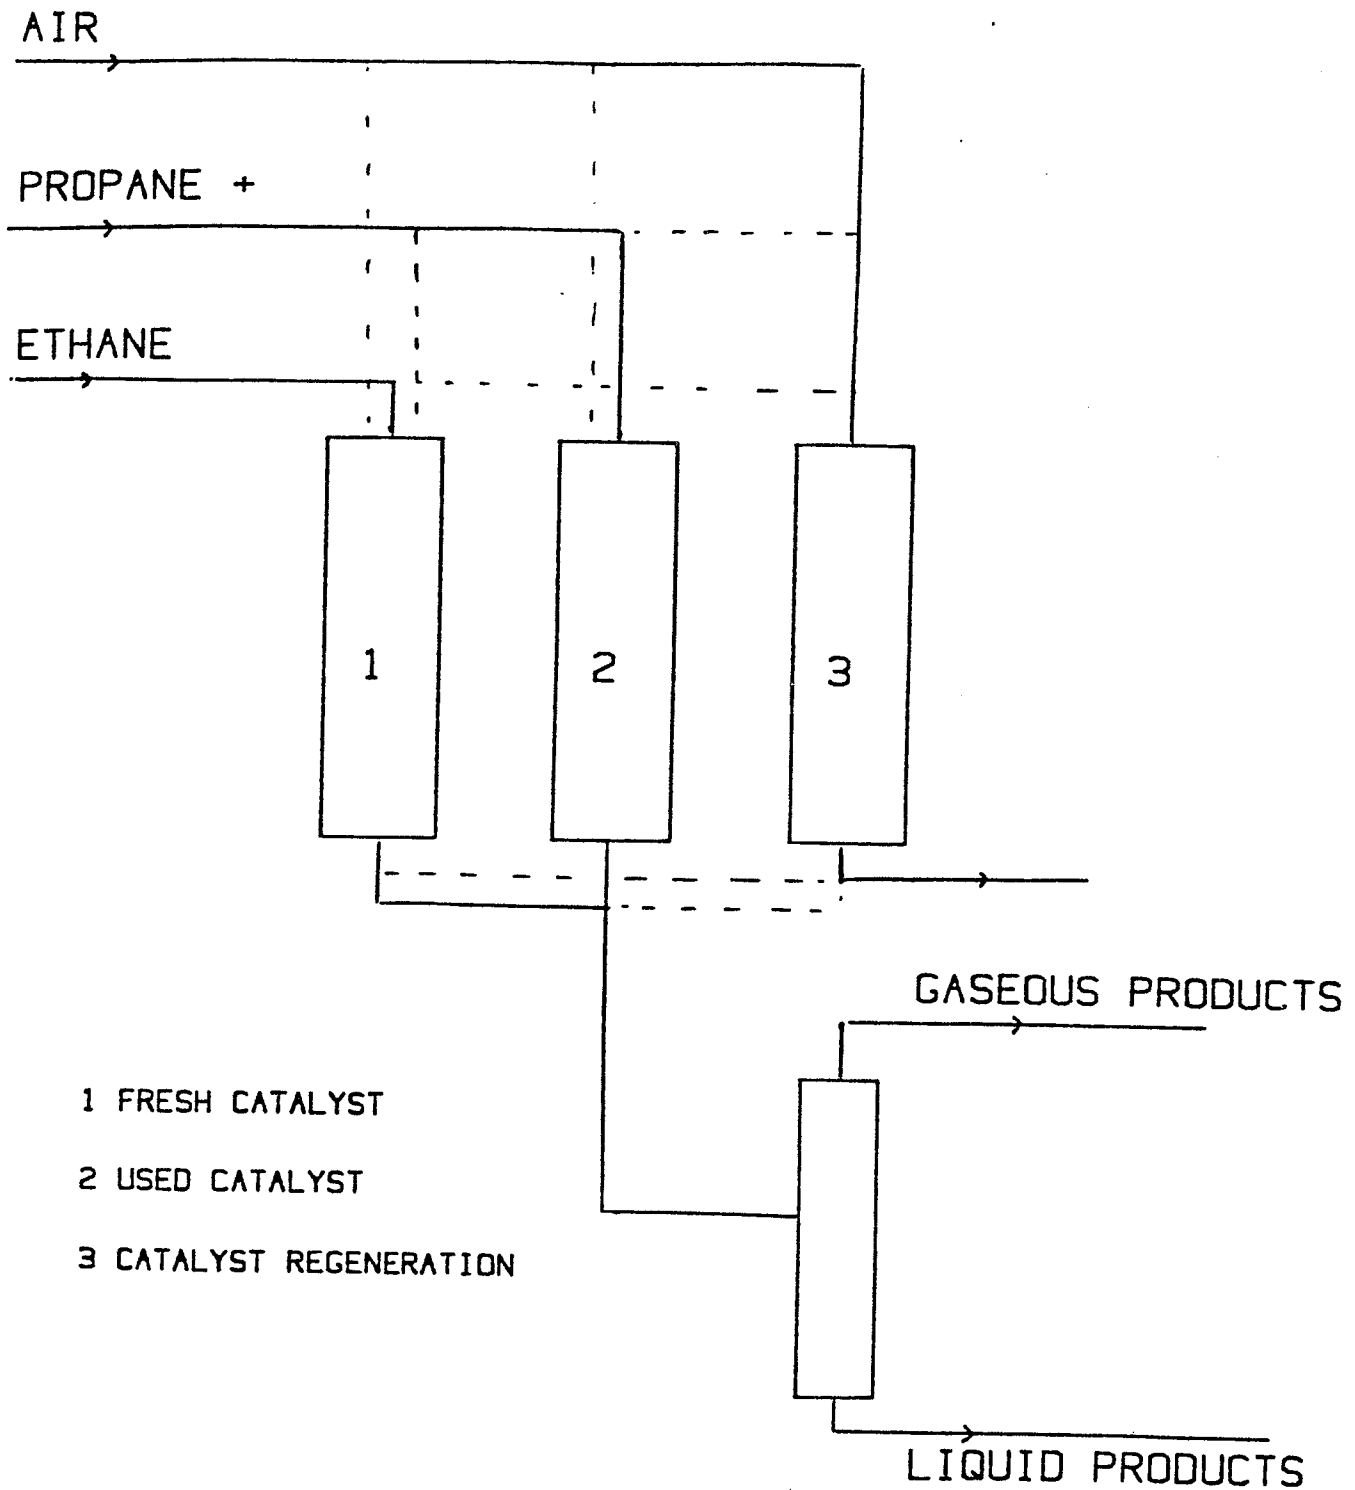 AIR
PROPANE +
ETHANE
1
2
3
GASEOUS PRODUCTS
1 FRESH CATALYST
2 USED CATALYST
3 CATALYST REGENERATION
LIQUID PRODUCTS